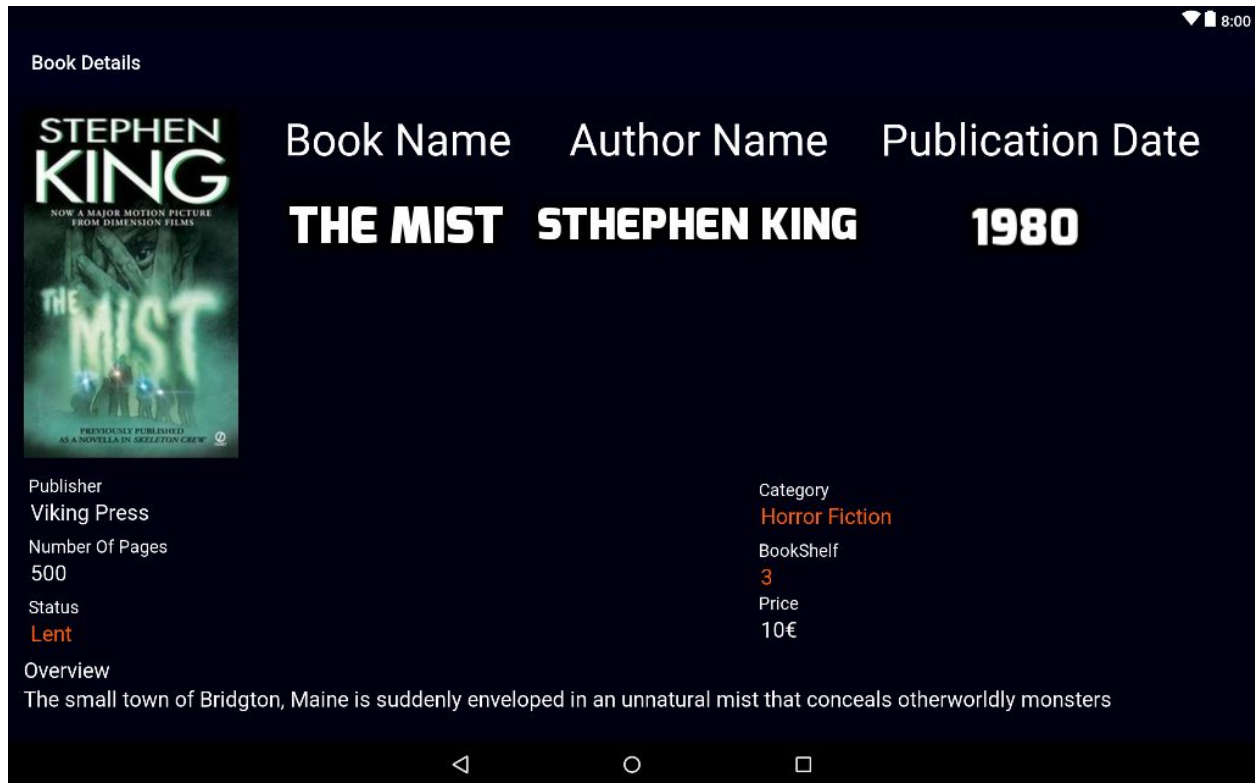 8:00
Book Details
STEPHEN
KING
NOW A MAJOR MOTION PICTURE
FROM DIMENSION FILMS
THE
MIST
PREVIOUSLY PUBLISHED
AS A NOVELLA IN SKELETON CREW
Book Name Author Name Publication Date
THE MIST STHEPHEN KING 1980
Publisher
Viking Press
Number Of Pages
500
Status
Lent
Category
Horror Fiction
BookShelf
3
Price
10€
Overview
The small town of Bridgton, Maine is suddenly enveloped in an unnatural mist that conceals otherworldly monsters